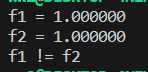 f1 = 1.000000
f2 = 1.000000
f1 != f2